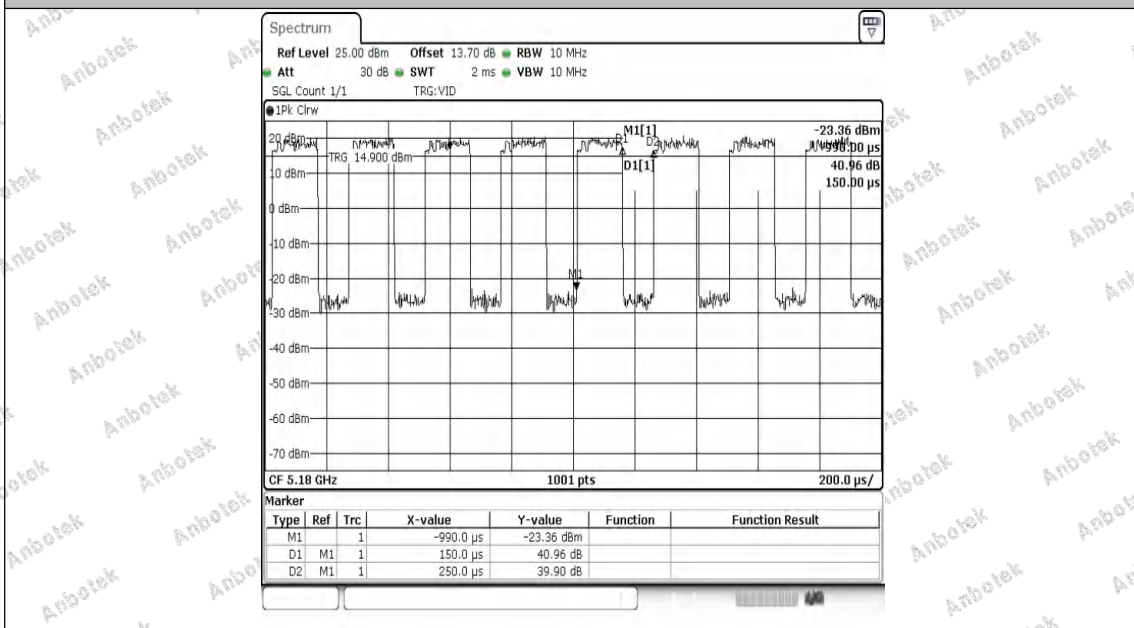 Spectrum
Ref Level 25.00 dBm Offset 13.70 dB RBW 10 MHz
Att 30 dB SWT 2 ms VBW 10 MHz
SGL Count 1/1 TRG:VID
1Pk Clrw
M1[1] -23.36 dBm
-990.00 µs
D1[1] 40.96 dB
150.00 µs
D1 D2
20 dBm
TRG 14.900 dBm
10 dBm
0 dBm
-10 dBm
-20 dBm
M1
-30 dBm
-40 dBm
-50 dBm
-60 dBm
-70 dBm
CF 5.18 GHz 1001 pts 200.0 µs/
Marker
Type Ref Trc X-value Y-value Function Function Result
M1 1 -990.0 µs -23.36 dBm
D1 M1 1 150.0 µs 40.96 dB
D2 M1 1 250.0 µs 39.90 dB
Anbotek